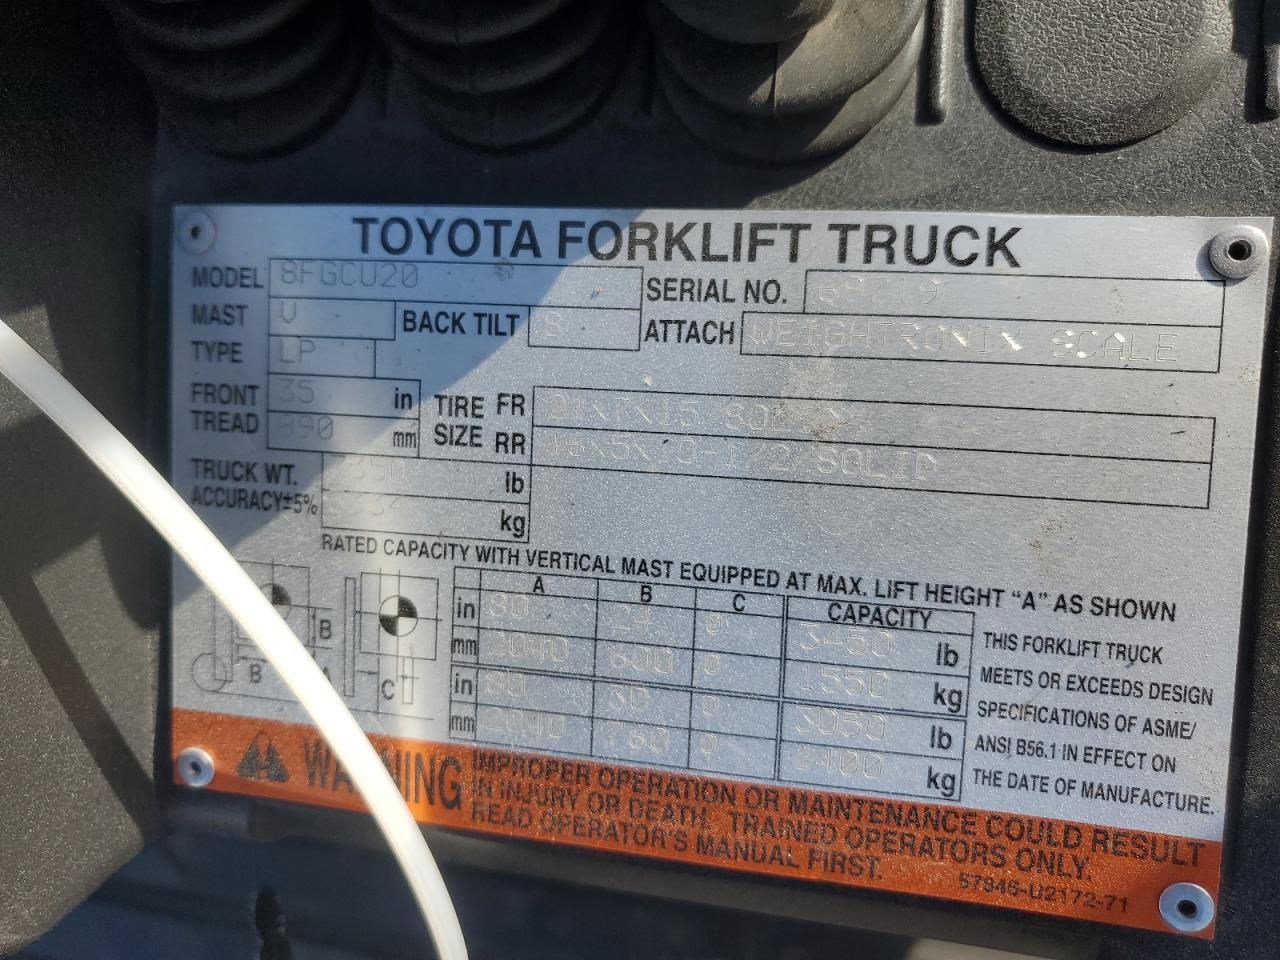 TOYOTA FORKLIFT TRUCK
MODEL 8FGCU20 SERIAL NO.
MAST V BACK TILT S ATTACH WEIGHTRONIX SCALE
TYPE LP
FRONT TREAD 35 in
890 mm
TIRE SIZE FR
RR SOLID
TRUCK WT. lb
ACCURACY±5% kg
RATED CAPACITY WITH VERTICAL MAST EQUIPPED AT MAX. LIFT HEIGHT "A" AS SHOWN
A B C CAPACITY
in 80 24 0 3450 lb
mm 2040 600 0 1550 kg
in 80 30 0 3050 lb
mm 2040 0 kg
B
B A C
THIS FORKLIFT TRUCK
MEETS OR EXCEEDS DESIGN
SPECIFICATIONS OF ASME/
ANSI B56.1 IN EFFECT ON
THE DATE OF MANUFACTURE.
WARNING
IMPROPER OPERATION OR MAINTENANCE COULD RESULT
IN INJURY OR DEATH. TRAINED OPERATORS ONLY.
READ OPERATOR'S MANUAL FIRST.
57946-U2172-71